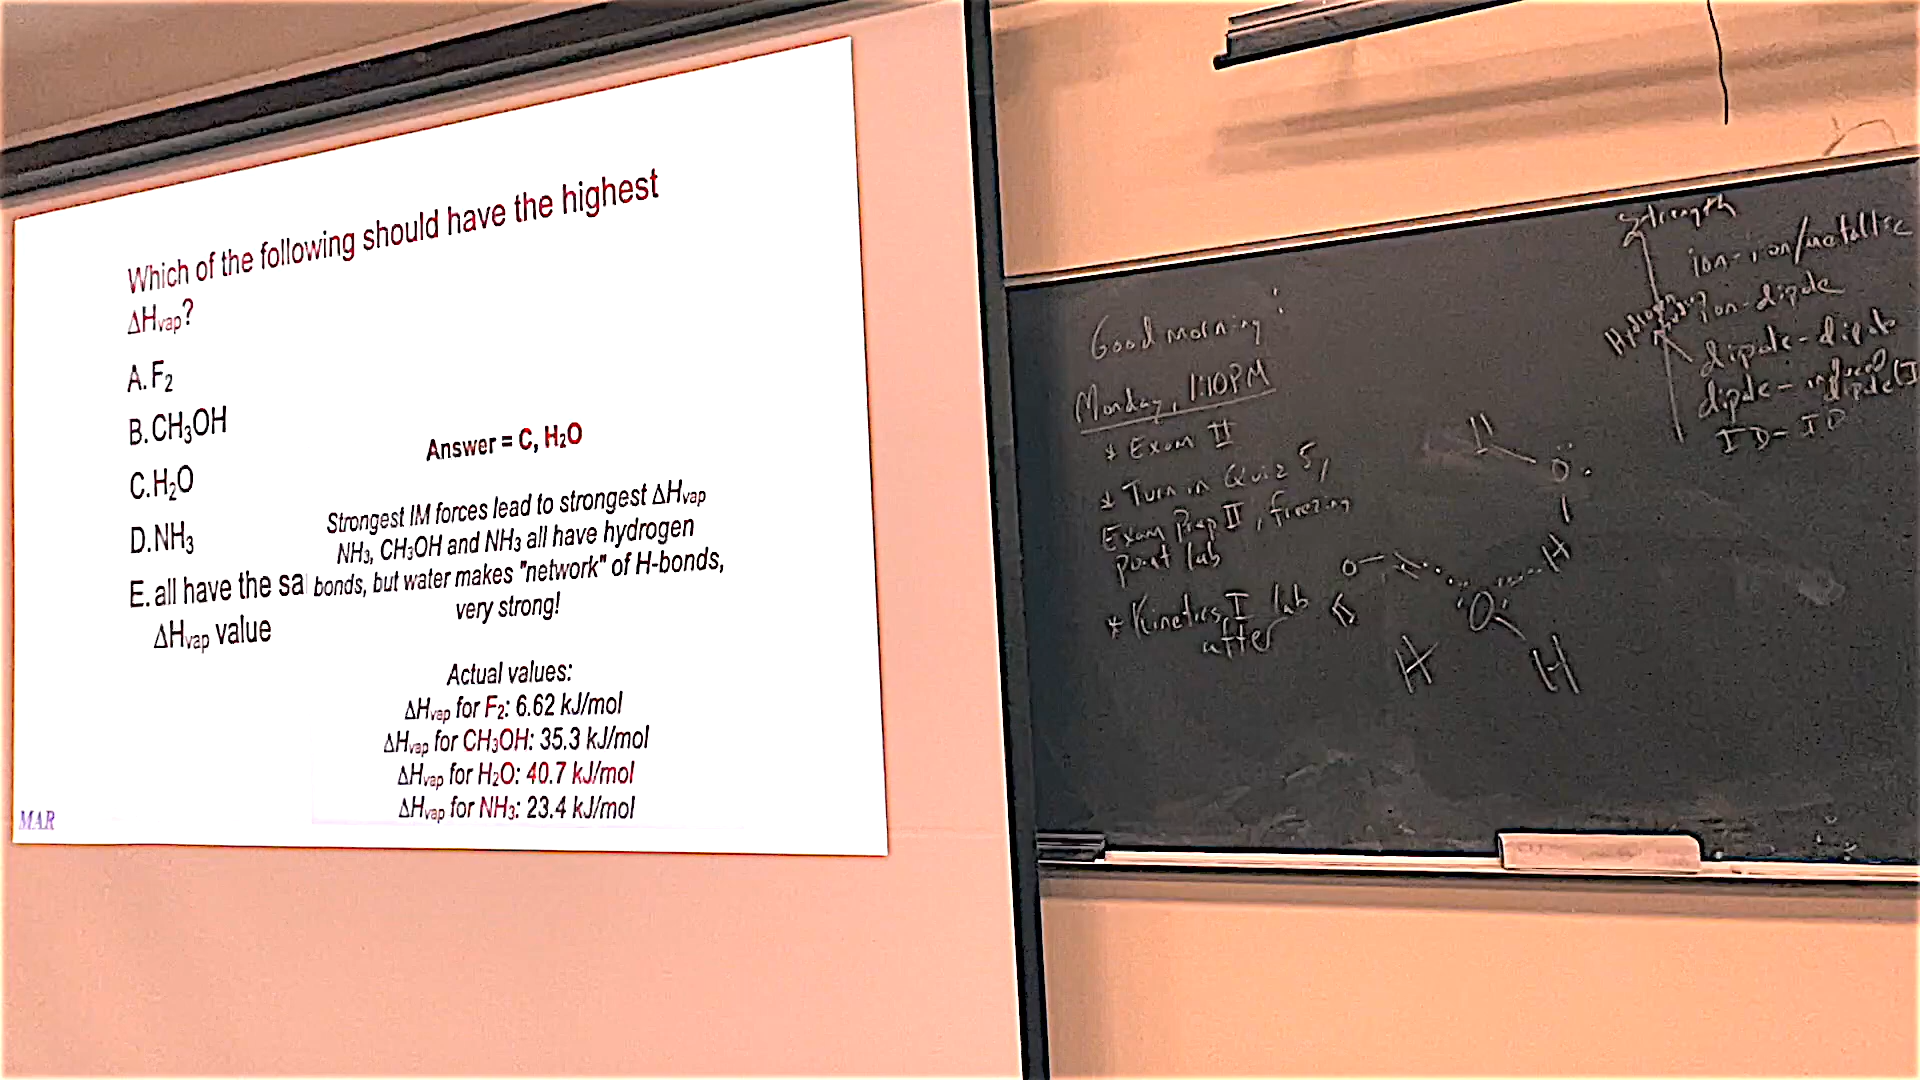 Which of the following should have the highest
ΔHvap?
A. F2
B. CH3OH
C. H2O
D. NH3
E. all have the sa
ΔHvap value
Answer = C, H2O
Strongest IM forces lead to strongest ΔHvap
NH3, CH3OH and NH3 all have hydrogen
bonds, but water makes "network" of H-bonds,
very strong!
Actual values:
ΔHvap for F2: 6.62 kJ/mol
ΔHvap for CH3OH: 35.3 kJ/mol
ΔHvap for H2O: 40.7 kJ/mol
ΔHvap for NH3: 23.4 kJ/mol
MAR
Good morning!
Monday, 1:10PM
* Exam II
* Turn in Quiz 5,
Exam Prep II, freezing
point lab
* Kinetics I lab
after
H
O
H
O
H
O
H
H
Strength
ion-ion/metallic
ion-dipole
Hydrogen
dipole-dipole
dipole-induced
dipole (I
ID-ID